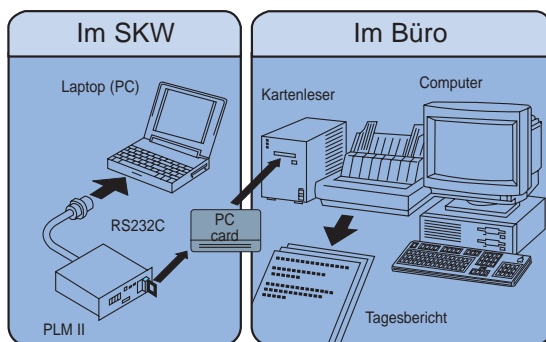 Im SKW
Laptop (PC)
RS232C
PC
card
PLM II
Im Büro
Computer
Kartenleser
Tagesbericht